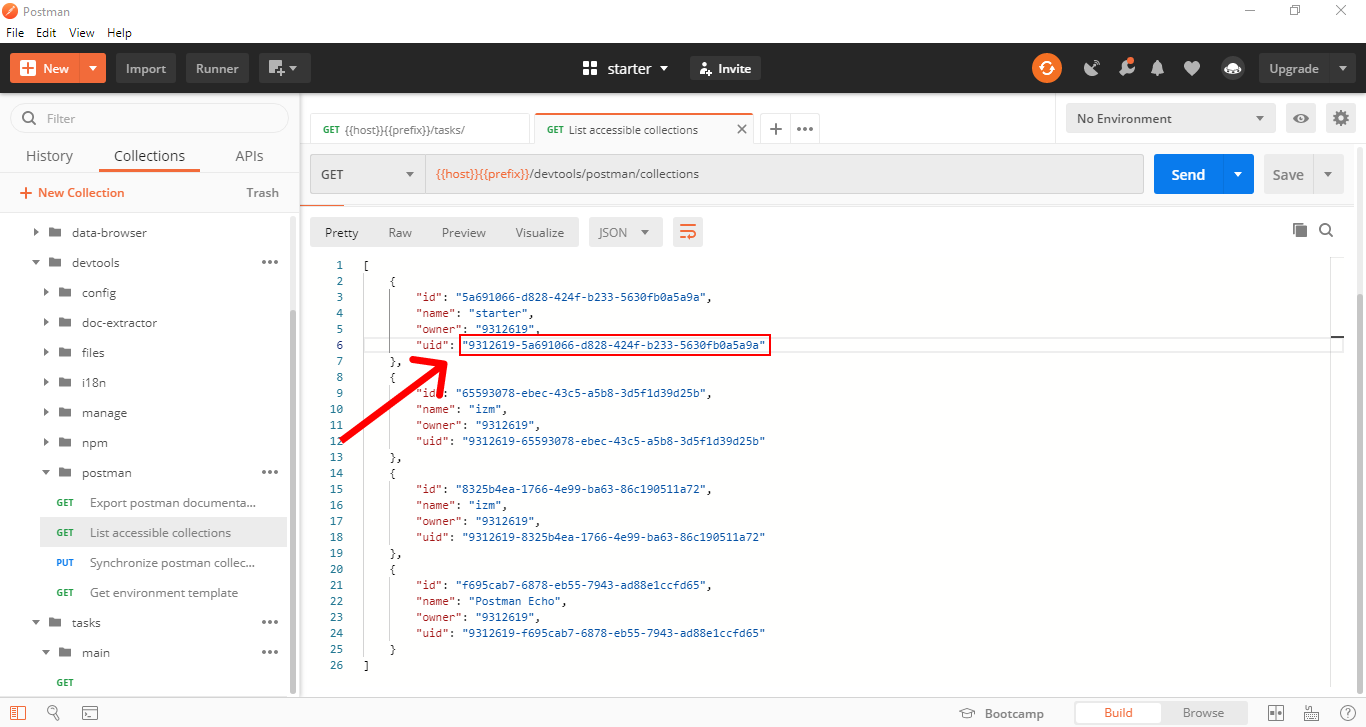 Postman
File Edit View Help
New Import Runner starter Invite Upgrade
Filter
History Collections APIs
New Collection Trash
data-browser
devtools
config
doc-extractor
files
i18n
manage
npm
postman
GET Export postman documenta...
GET List accessible collections
PUT Synchronize postman collec...
GET Get environment template
tasks
main
GET
GET {{host}}{{prefix}}/tasks/ GET List accessible collections No Environment
GET {{host}}{{prefix}}/devtools/postman/collections Send Save
Pretty Raw Preview Visualize JSON
1 [
2 {
3 "id": "5a691066-d828-424f-b233-5630fb0a5a9a",
4 "name": "starter",
5 "owner": "9312619",
6 "uid": "9312619-5a691066-d828-424f-b233-5630fb0a5a9a"
7 },
8 {
9 "id": "65593078-ebec-43c5-a5b8-3d5f1d39d25b",
10 "name": "izm",
11 "owner": "9312619",
12 "uid": "9312619-65593078-ebec-43c5-a5b8-3d5f1d39d25b"
13 },
14 {
15 "id": "8325b4ea-1766-4e99-ba63-86c190511a72",
16 "name": "izm",
17 "owner": "9312619",
18 "uid": "9312619-8325b4ea-1766-4e99-ba63-86c190511a72"
19 },
20 {
21 "id": "f695cab7-6878-eb55-7943-ad88e1ccfd65",
22 "name": "Postman Echo",
23 "owner": "9312619",
24 "uid": "9312619-f695cab7-6878-eb55-7943-ad88e1ccfd65"
25 }
26 ]
Bootcamp Build Browse